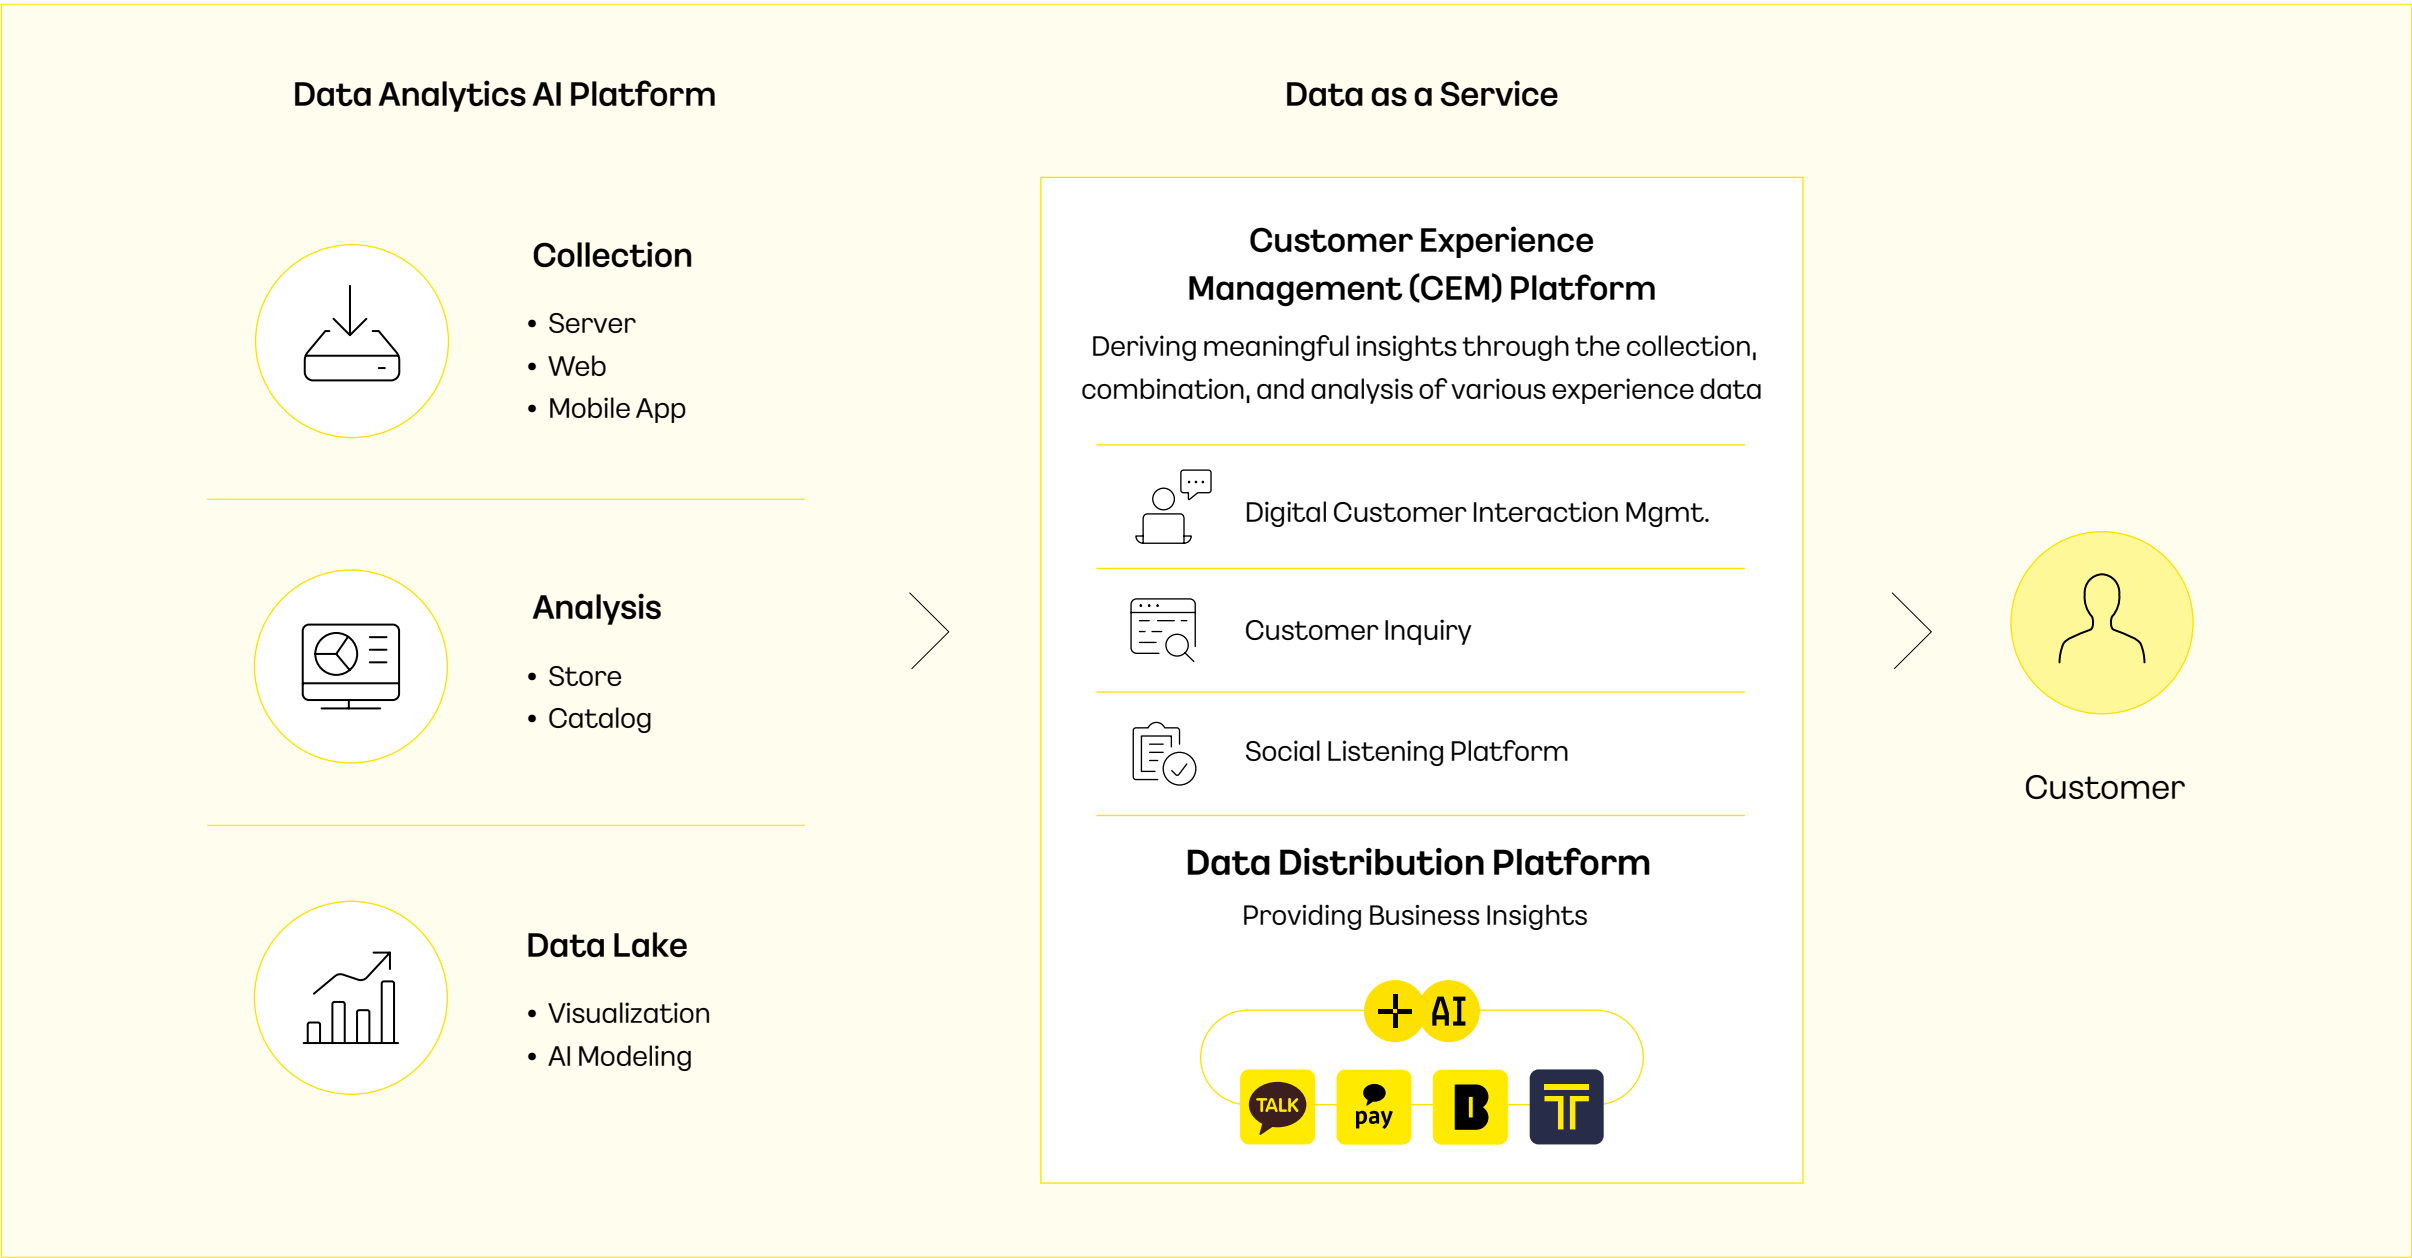 Data Analytics AI Platform
Collection
• Server
• Web
• Mobile App
Analysis
• Store
• Catalog
Data Lake
• Visualization
• AI Modeling
Data as a Service
Customer Experience
Management (CEM) Platform
Deriving meaningful insights through the collection,
combination, and analysis of various experience data
Digital Customer Interaction Mgmt.
Customer Inquiry
Social Listening Platform
Data Distribution Platform
Providing Business Insights
AI
TALK
pay
B
T
Customer